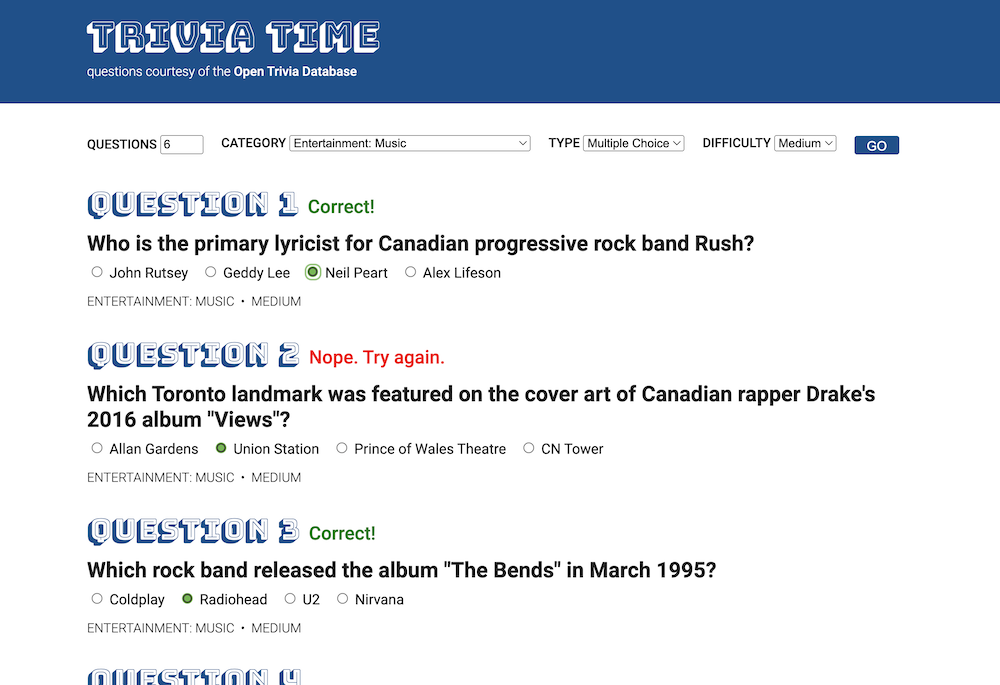 TRIVIA TIME
questions courtesy of the Open Trivia Database
QUESTIONS 6 CATEGORY Entertainment: Music TYPE Multiple Choice DIFFICULTY Medium GO
QUESTION 1 Correct!
Who is the primary lyricist for Canadian progressive rock band Rush?
John Rutsey Geddy Lee Neil Peart Alex Lifeson
ENTERTAINMENT: MUSIC • MEDIUM
QUESTION 2 Nope. Try again.
Which Toronto landmark was featured on the cover art of Canadian rapper Drake's
2016 album "Views"?
Allan Gardens Union Station Prince of Wales Theatre CN Tower
ENTERTAINMENT: MUSIC • MEDIUM
QUESTION 3 Correct!
Which rock band released the album "The Bends" in March 1995?
Coldplay Radiohead U2 Nirvana
ENTERTAINMENT: MUSIC • MEDIUM
QUESTION 4